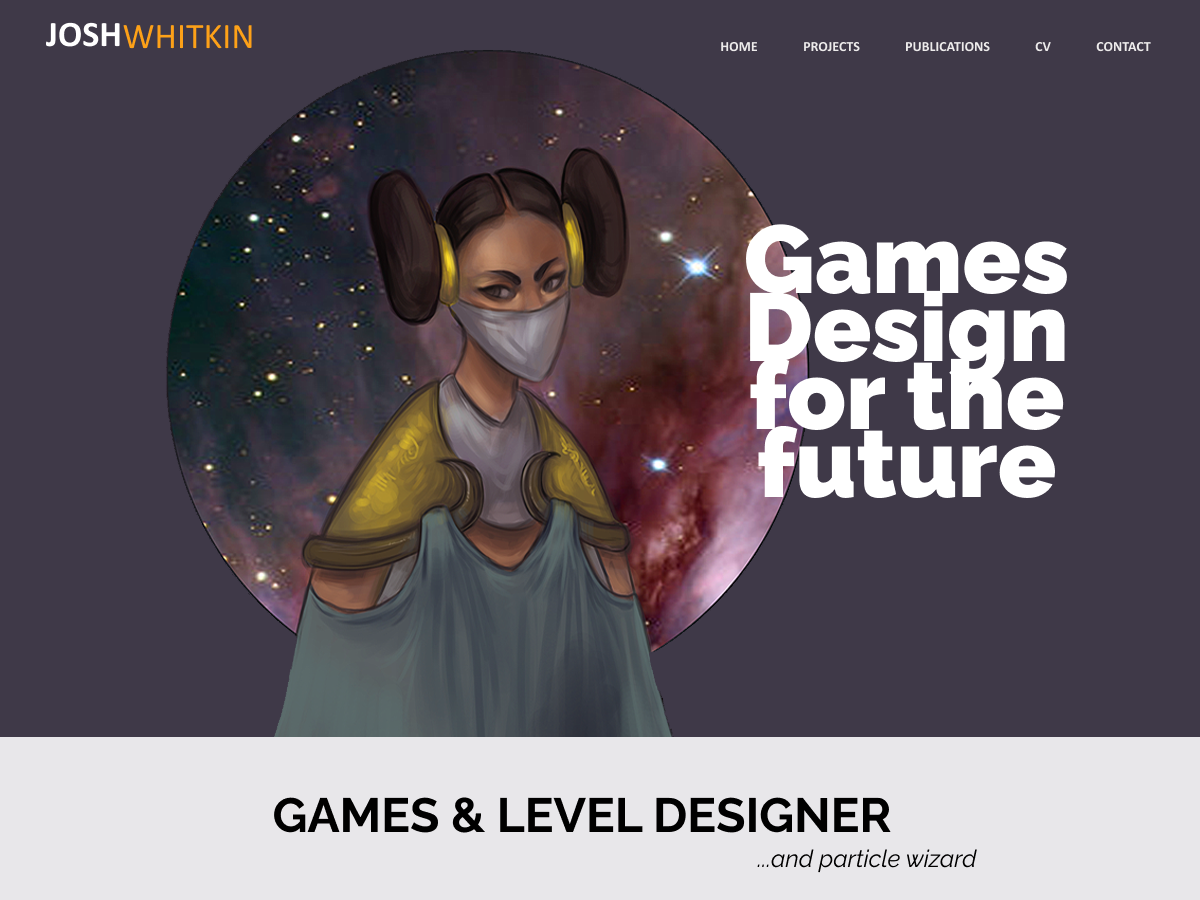 JOSHWHITKIN
HOME PROJECTS PUBLICATIONS CV CONTACT
Games
Design
for the
future
GAMES & LEVEL DESIGNER
...and particle wizard